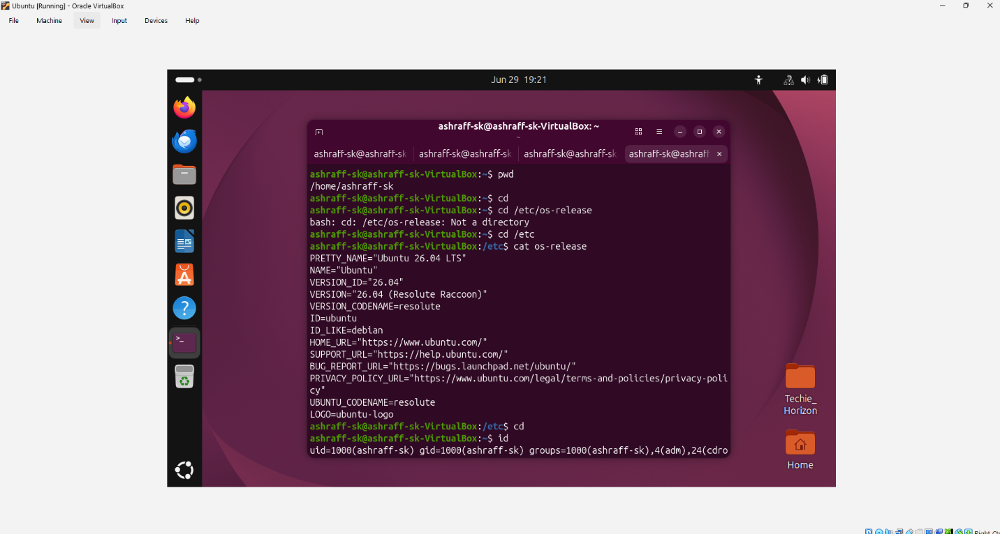 Ubuntu [Running] - Oracle VirtualBox
File Machine View Input Devices Help
Jun 29 19:21
ashraff-sk@ashraff-sk-VirtualBox: ~
~
ashraff-sk@ashraff-sk ashraff-sk@ashraff-sk ashraff-sk@ashraff-sk ashraff-sk@ashraff
ashraff-sk@ashraff-sk-VirtualBox:~$ pwd
/home/ashraff-sk
ashraff-sk@ashraff-sk-VirtualBox:~$ cd
ashraff-sk@ashraff-sk-VirtualBox:~$ cd /etc/os-release
bash: cd: /etc/os-release: Not a directory
ashraff-sk@ashraff-sk-VirtualBox:~$ cd /etc
ashraff-sk@ashraff-sk-VirtualBox:/etc$ cat os-release
PRETTY_NAME="Ubuntu 26.04 LTS"
NAME="Ubuntu"
VERSION_ID="26.04"
VERSION="26.04 (Resolute Raccoon)"
VERSION_CODENAME=resolute
ID=ubuntu
ID_LIKE=debian
HOME_URL="https://www.ubuntu.com/"
SUPPORT_URL="https://help.ubuntu.com/"
BUG_REPORT_URL="https://bugs.launchpad.net/ubuntu/"
PRIVACY_POLICY_URL="https://www.ubuntu.com/legal/terms-and-policies/privacy-poli
cy"
UBUNTU_CODENAME=resolute
LOGO=ubuntu-logo
ashraff-sk@ashraff-sk-VirtualBox:/etc$ cd
ashraff-sk@ashraff-sk-VirtualBox:~$ id
uid=1000(ashraff-sk) gid=1000(ashraff-sk) groups=1000(ashraff-sk),4(adm),24(cdro
Techie_
Horizon
Home
Right Ct